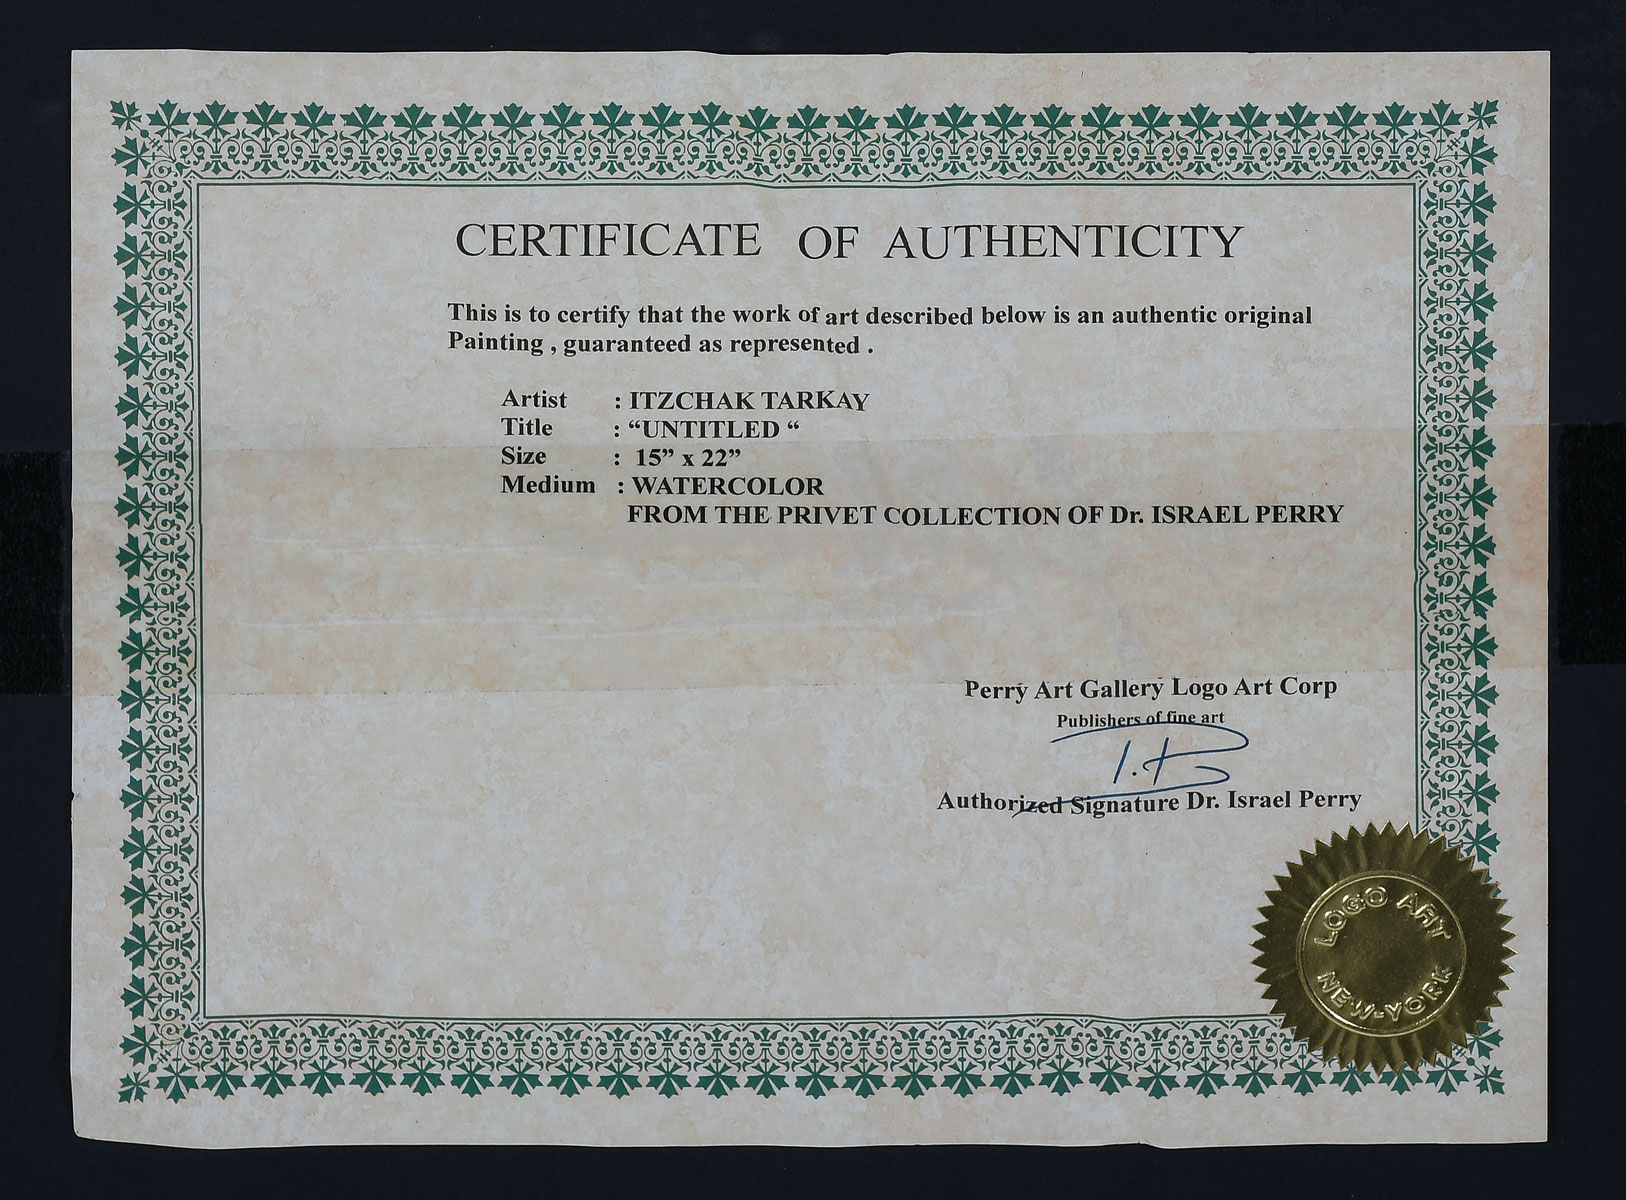 CERTIFICATE OF AUTHENTICITY
This is to certify that the work of art described below is an authentic original
Painting , guaranteed as represented .
Artist : ITZCHAK TARKAY
Title : “UNTITLED “
Size : 15” x 22”
Medium : WATERCOLOR
FROM THE PRIVET COLLECTION OF Dr. ISRAEL PERRY
Perry Art Gallery Logo Art Corp
Publishers of fine art
I. P
Authorized Signature Dr. Israel Perry
LOGO ART
NEW-YORK